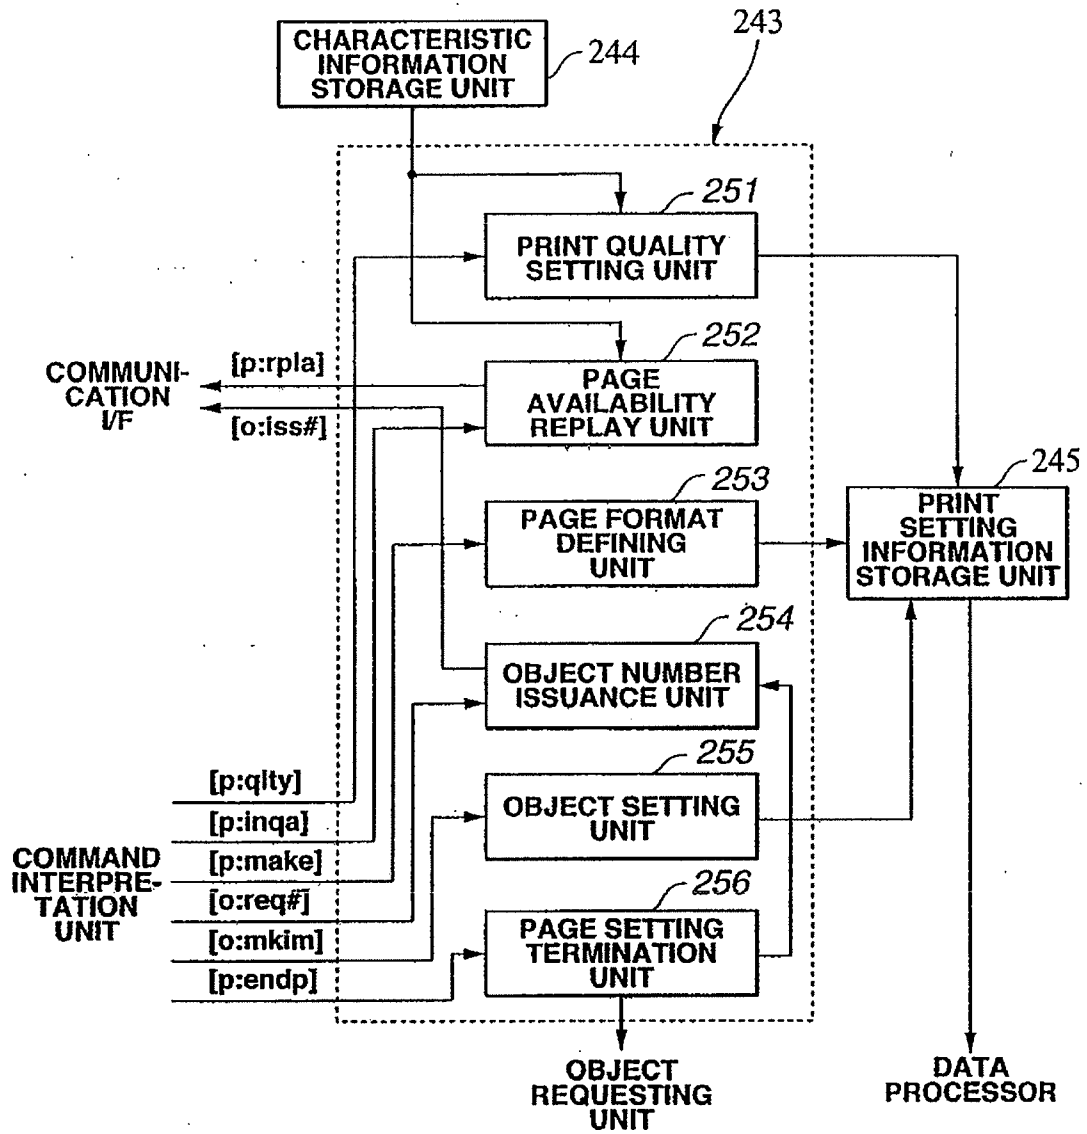 CHARACTERISTIC
INFORMATION
STORAGE UNIT
244
243
251
PRINT QUALITY
SETTING UNIT
252
PAGE
AVAILABILITY
REPLAY UNIT
[p:rpla]
COMMUNI-
CATION
I/F
[o:iss#]
253
PAGE FORMAT
DEFINING
UNIT
245
PRINT
SETTING
INFORMATION
STORAGE UNIT
254
OBJECT NUMBER
ISSUANCE UNIT
255
OBJECT SETTING
UNIT
256
PAGE SETTING
TERMINATION
UNIT
[p:qlty]
[p:inqa]
[p:make]
[o:req#]
[o:mkim]
[p:endp]
COMMAND
INTERPRE-
TATION
UNIT
OBJECT
REQUESTING
UNIT
DATA
PROCESSOR